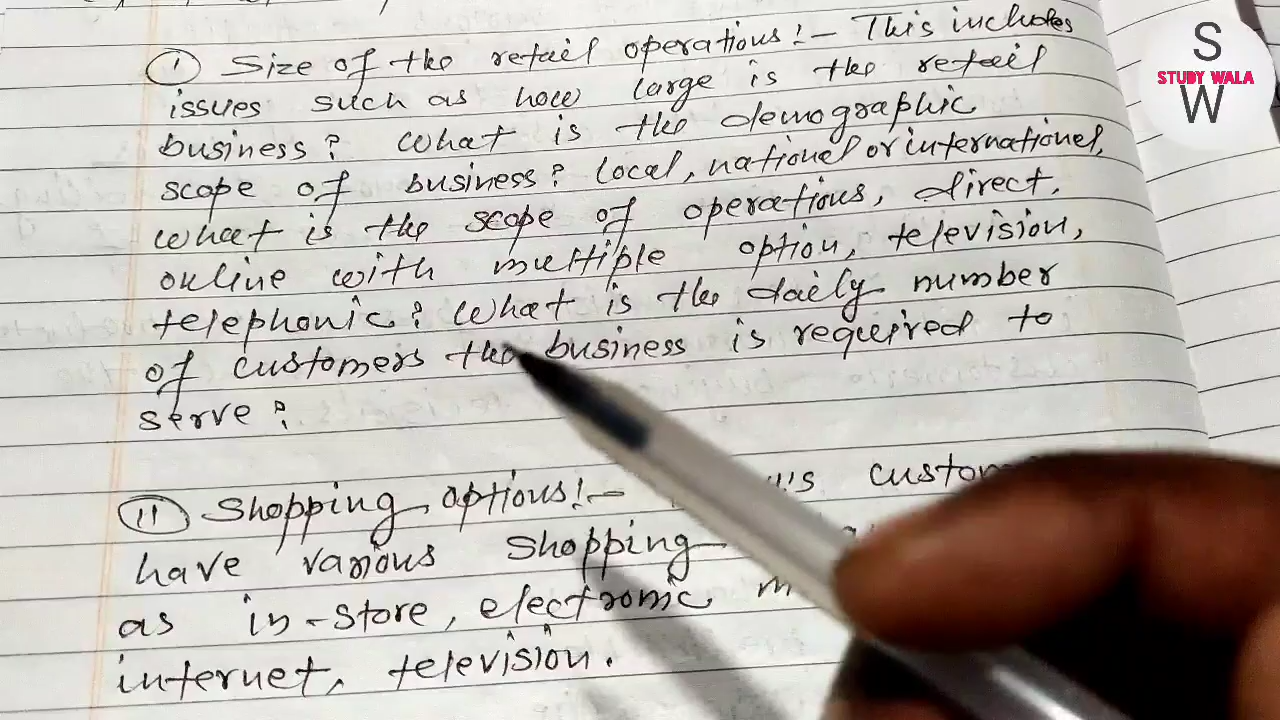 S
STUDY WALA
W
(I) Size of the retail operations:- This includes
issues such as how large is the retail
business? What is the demographic
scope of business? local, national or international,
what is the scope of operations, direct,
online with multiple option, television,
telephonic? What is the daily number
of customers the business is required to
serve?
(II) Shopping options:-
have various shopping
as in-store, electronic
internet, television.